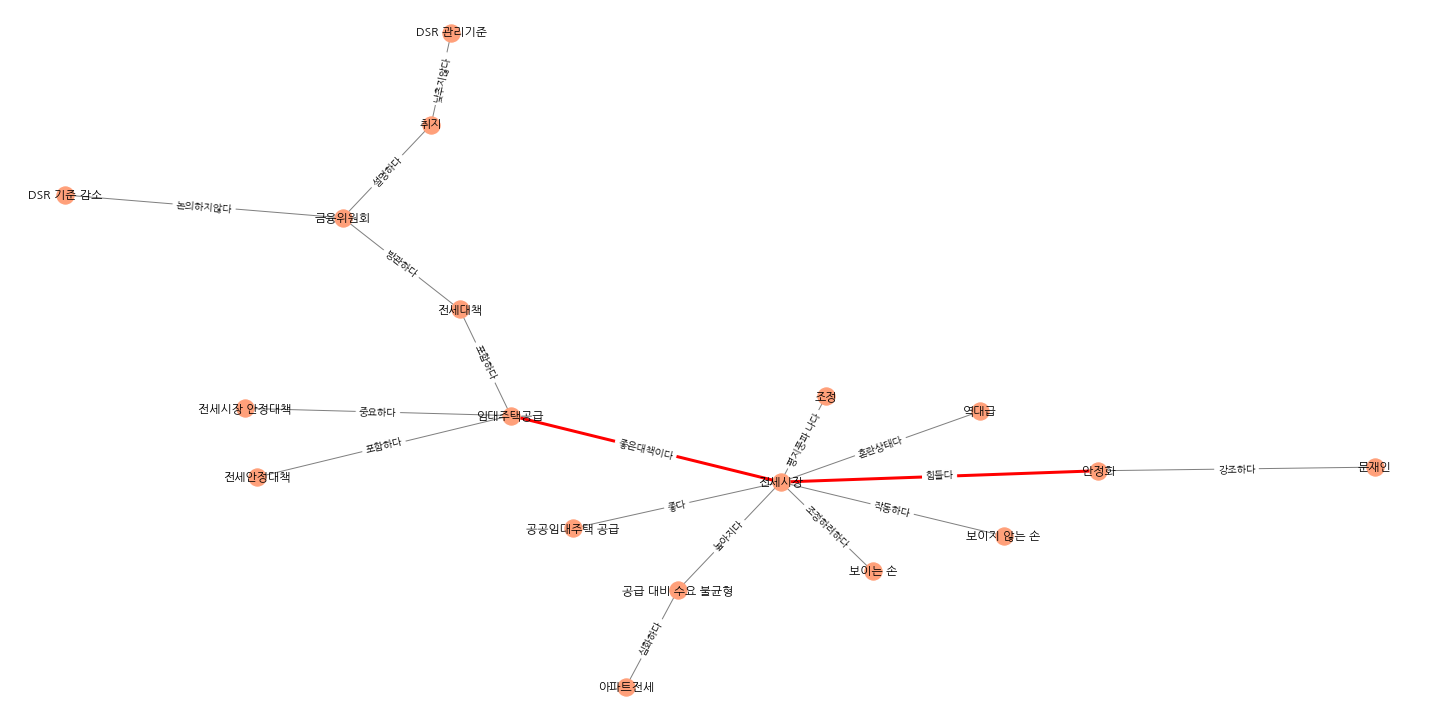 DSR 관리기준
낮추지않다
취지
설명하다
DSR 기준 감소
논의하지않다
금융위원회
방관하다
전세대책
포함하다
전세시장 안정대책
중요하다
임대주택공급
포함하다
전세안정대책
좋은대책이다
조정
평지풍파 나다
역대급
혼란상태다
전세시장
힘들다
안정화
강조하다
문재인
좋다
공공임대주택 공급
작동하다
보이지 않는 손
조정하려하다
보이는 손
높아지다
공급 대비 수요 불균형
심화하다
아파트전세